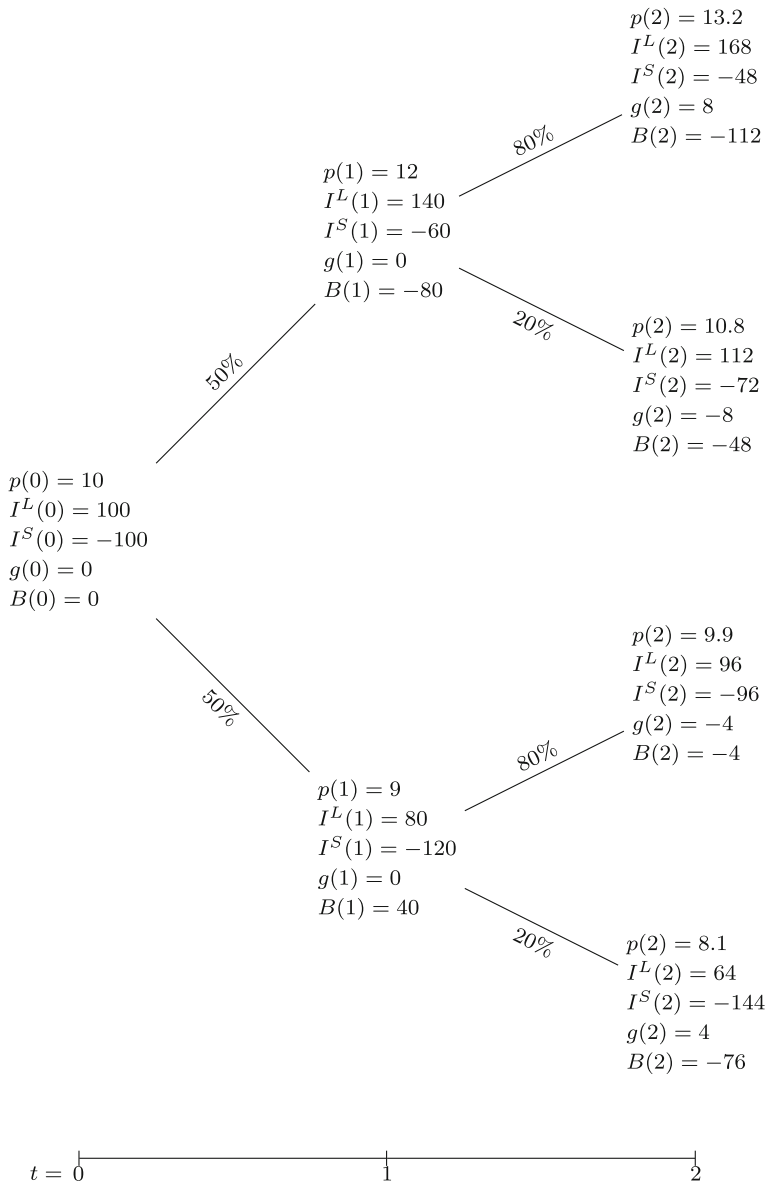 p(2) = 13.2
I^L(2) = 168
I^S(2) = −48
g(2) = 8
B(2) = −112
80%
p(1) = 12
I^L(1) = 140
I^S(1) = −60
g(1) = 0
B(1) = −80
20%
p(2) = 10.8
I^L(2) = 112
I^S(2) = −72
g(2) = −8
B(2) = −48
50%
p(0) = 10
I^L(0) = 100
I^S(0) = −100
g(0) = 0
B(0) = 0
50%
p(2) = 9.9
I^L(2) = 96
I^S(2) = −96
g(2) = −4
B(2) = −4
80%
p(1) = 9
I^L(1) = 80
I^S(1) = −120
g(1) = 0
B(1) = 40
20%
p(2) = 8.1
I^L(2) = 64
I^S(2) = −144
g(2) = 4
B(2) = −76
t = 0 1 2